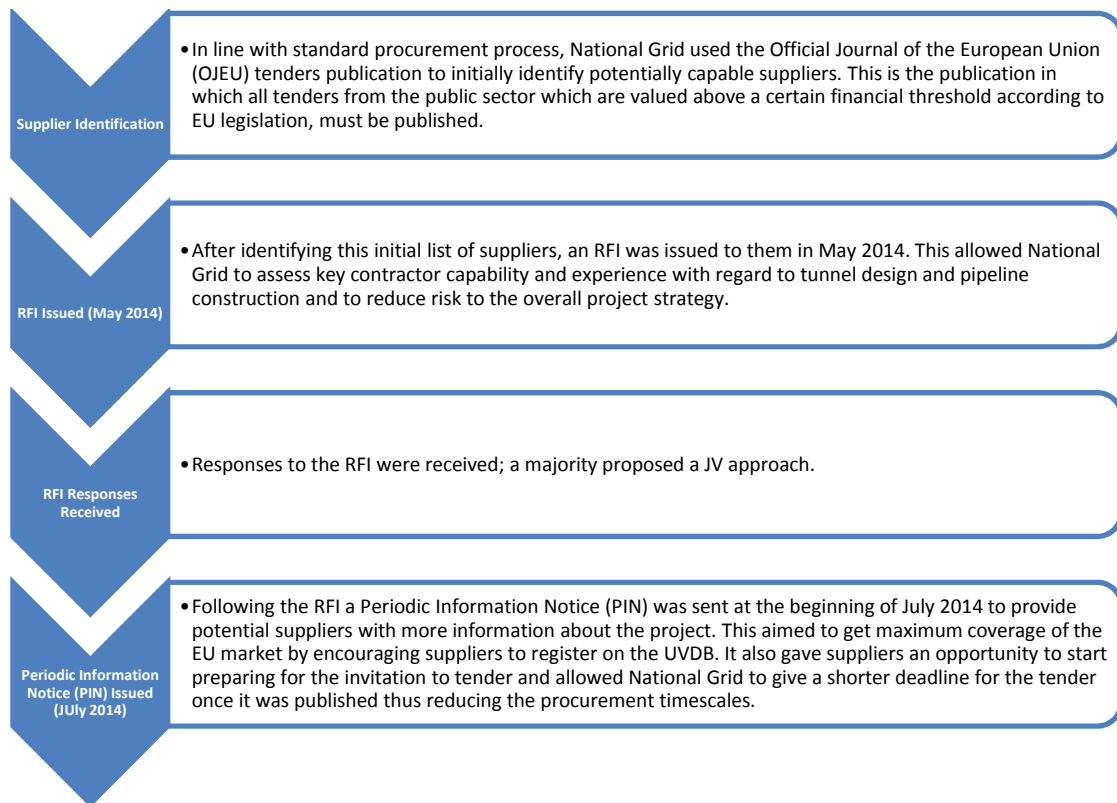 Supplier Identification
•In line with standard procurement process, National Grid used the Official Journal of the European Union
(OJEU) tenders publication to initially identify potentially capable suppliers. This is the publication in
which all tenders from the public sector which are valued above a certain financial threshold according to
EU legislation, must be published.
RFI Issued (May 2014)
•After identifying this initial list of suppliers, an RFI was issued to them in May 2014. This allowed National
Grid to assess key contractor capability and experience with regard to tunnel design and pipeline
construction and to reduce risk to the overall project strategy.
RFI Responses
Received
•Responses to the RFI were received; a majority proposed a JV approach.
Periodic Information
Notice (PIN) Issued
(JUly 2014)
•Following the RFI a Periodic Information Notice (PIN) was sent at the beginning of July 2014 to provide
potential suppliers with more information about the project. This aimed to get maximum coverage of the
EU market by encouraging suppliers to register on the UVDB. It also gave suppliers an opportunity to start
preparing for the invitation to tender and allowed National Grid to give a shorter deadline for the tender
once it was published thus reducing the procurement timescales.